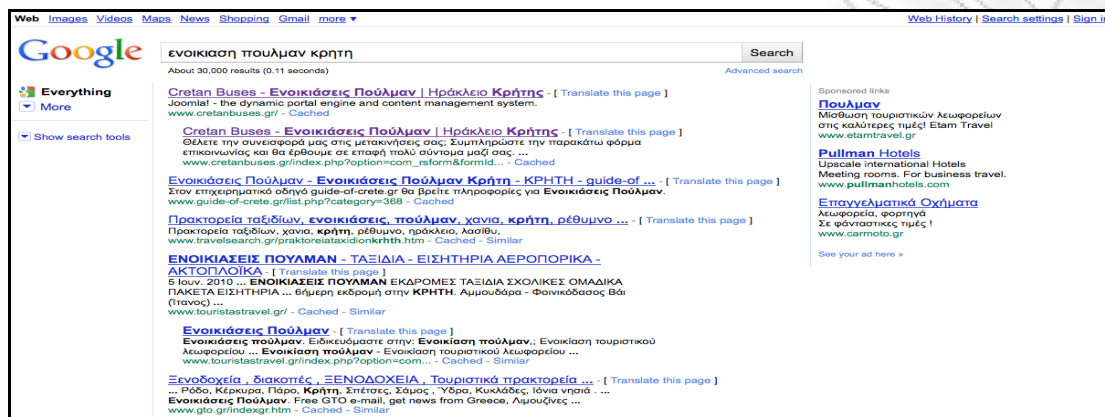 Web Images Videos Maps News Shopping Gmail more ▼
Web History | Search settings | Sign in
Google
ενοικιαση πουλμαν κρητη
Search
About 30,000 results (0.11 seconds)
Advanced search
Everything
More
Show search tools
Cretan Buses - Ενοικιάσεις Πούλμαν | Ηράκλειο Κρήτης - [ Translate this page ]
Joomla! - the dynamic portal engine and content management system.
www.cretanbuses.gr/ - Cached
Cretan Buses - Ενοικιάσεις Πούλμαν | Ηράκλειο Κρήτης - [ Translate this page ]
Θέλετε την συνεισφορά μας στις μετακινήσεις σας; Συμπληρώστε την παρακάτω φόρμα
επικοινωνίας και θα έρθουμε σε επαφή πολύ σύντομα μαζί σας. ...
www.cretanbuses.gr/index.php?option=com_rsform&formId... - Cached
Ενοικιάσεις Πούλμαν - Ενοικιάσεις Πούλμαν Κρήτη - ΚΡΗΤΗ - guide-of ... - [ Translate this page ]
Στον επιχειρηματικό οδηγό guide-of-crete.gr θα βρείτε πληροφορίες για Ενοικιάσεις Πούλμαν.
www.guide-of-crete.gr/list.php?category=368 - Cached
Πρακτορεία ταξιδίων, ενοικιάσεις, πούλμαν, χανια, κρήτη, ρέθυμνο ... - [ Translate this page ]
Πρακτορεία ταξιδίων, χανια, κρήτη, ρέθυμνο, ηράκλειο, λασίθυ,
www.travelsearch.gr/praktoreiataxidionkrhth.htm - Cached - Similar
ΕΝΟΙΚΙΑΣΕΙΣ ΠΟΥΛΜΑΝ - ΤΑΞΙΔΙΑ - ΕΙΣΗΤΗΡΙΑ ΑΕΡΟΠΟΡΙΚΑ -
ΑΚΤΟΠΛΟΪΚΑ - [ Translate this page ]
5 Ιουν. 2010 ... ΕΝΟΙΚΙΑΣΕΙΣ ΠΟΥΛΜΑΝ ΕΚΔΡΟΜΕΣ ΤΑΞΙΔΙΑ ΣΧΟΛΙΚΕΣ ΟΜΑΔΙΚΑ
ΠΑΚΕΤΑ ΕΙΣΗΤΗΡΙΑ ... 6ήμερη εκδρομή στην ΚΡΗΤΗ. Αμμουδάρα - Φοινικόδασος Βάι
(Ίτανος) ...
www.touristastravel.gr/ - Cached - Similar
Ενοικιάσεις Πούλμαν - [ Translate this page ]
Ενοικιάσεις πούλμαν. Ειδικευόμαστε στην: Ενοικίαση πουλμαν,; Ενοικίαση τουριστικού
λεωφορείου ... Ενοικίαση πουλμαν - Ενοικίαση τουριστικού λεωφορείου ...
www.touristastravel.gr/index.php?option=com... - Cached - Similar
Ξενοδοχεία , διακοπές , ΞΕΝΟΔΟΧΕΙΑ , Τουριστικά πρακτορεία ... - [ Translate this page ]
... Ρόδο, Κέρκυρα, Πάρο, Κρήτη, Σπέτσες, Σάμος , Ύδρα, Κυκλάδες, Ιόνια νησιά . ...
Ενοικιάσεις Πούλμαν. Free GTO e-mail, get news from Greece, Λιμουζίνες ...
www.gto.gr/indexgr.htm - Cached - Similar
Sponsored links
Πουλμαν
Μίσθωση τουριστικών λεωφορείων
στις καλύτερες τιμές! Etam Travel
www.etamtravel.gr
Pullman Hotels
Upscale international Hotels
Meeting rooms. For business travel.
www.pullmanhotels.com
Επαγγελματικά Οχήματα
λεωφορεία, φορτηγά
Σε φάνταστικες τιμές !
www.carmoto.gr
See your ad here »